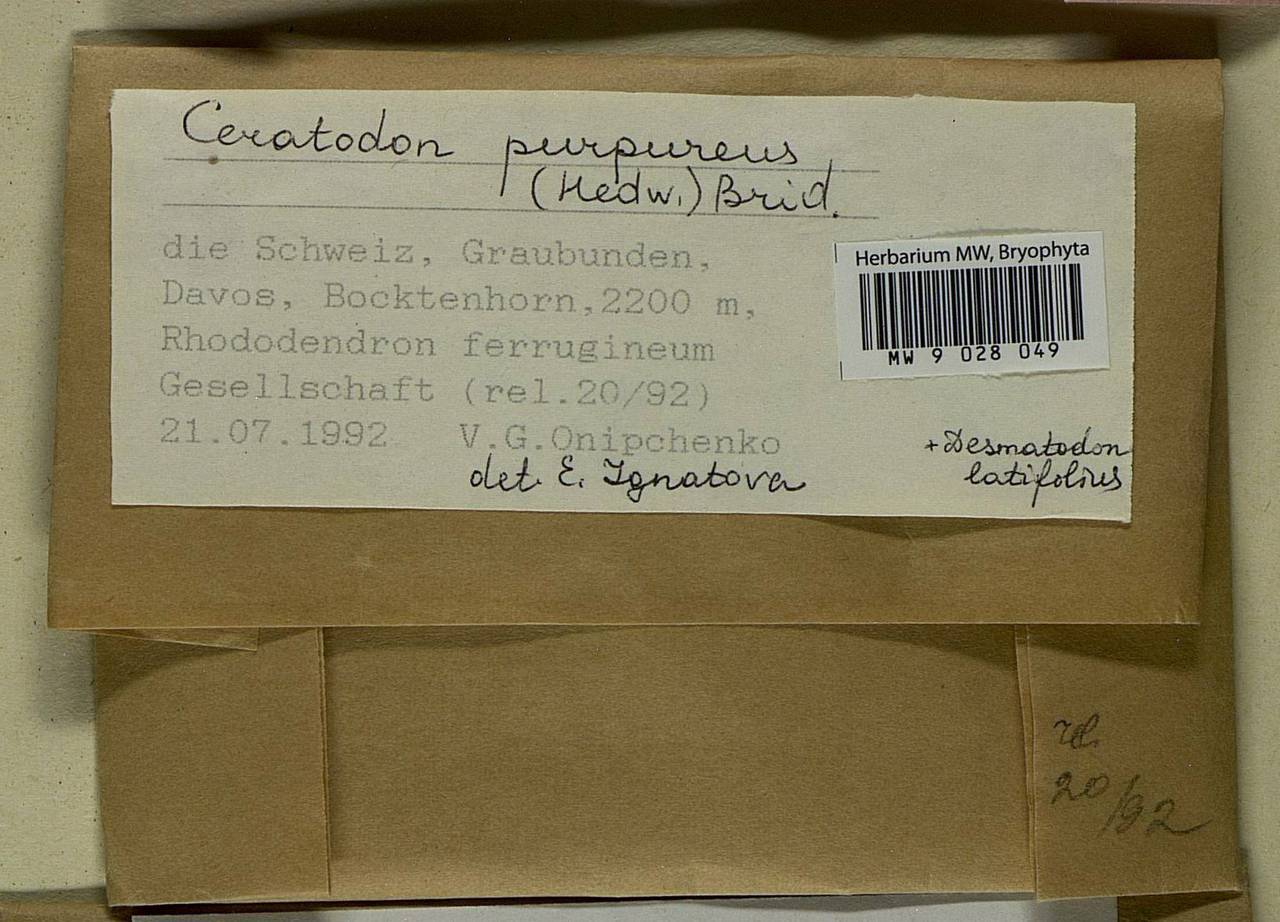 Ceratodon purpureus
(Hedw.) Brid.
die Schweiz, Graubunden,
Davos, Bocktenhorn,2200 m,
Rhododendron ferrugineum
Gesellschaft (rel.20/92)
21.07.1992 V.G.Onipchenko
det. E. Ignatova
Herbarium MW, Bryophyta
MW 9 028 049
+ Desmatodon
latifolius
rel.
20/92